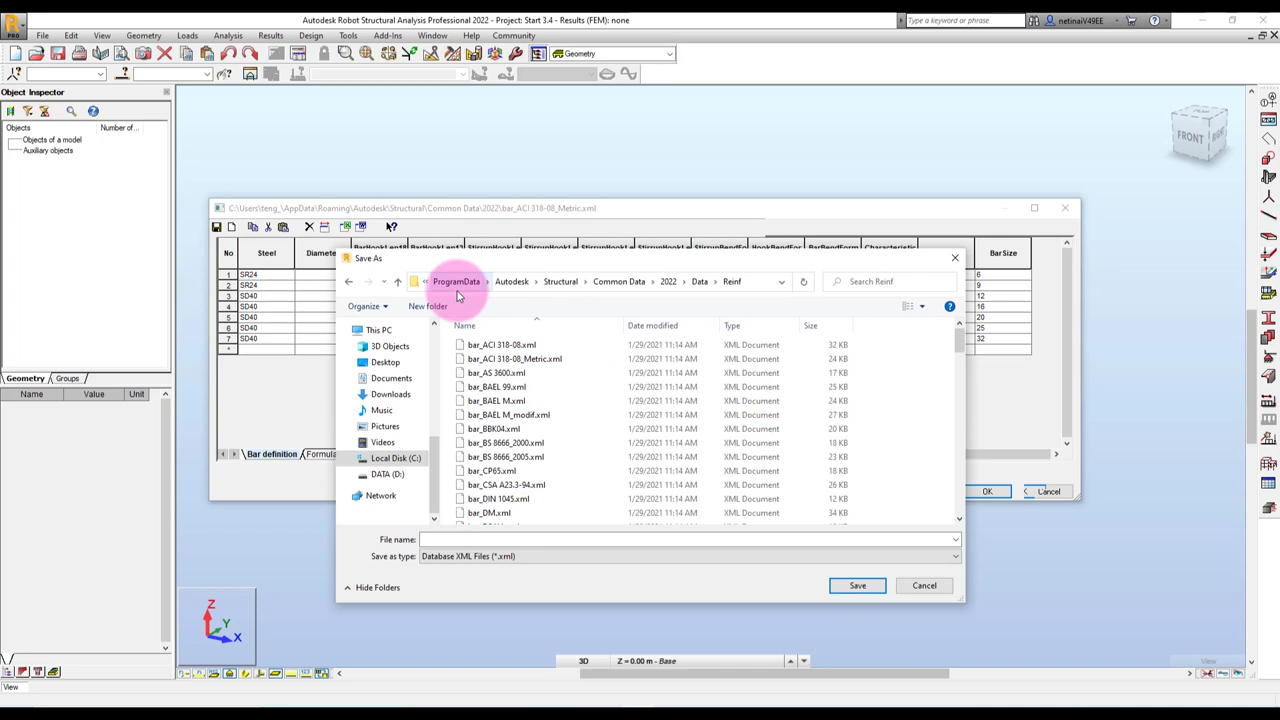 Autodesk Robot Structural Analysis Professional 2022 - Project: Start 3.4 - Results (FEM): none
Type a keyword or phrase
netinaiV49EE
PRO
File Edit View Geometry Loads Analysis Results Design Tools Add-Ins Window Help Community
Geometry
Object Inspector
Objects Number of...
Objects of a model
Auxiliary objects
Geometry Groups
Name Value Unit
FRONT
C:\Users\teng_\AppData\Roaming\Autodesk\Structural\Common Data\2022\bar_ACI 318-08_Metric.xml
No Steel BarSize
1 SR24 6
2 SR24 9
3 SD40 12
4 SD40 16
5 SD40 20
6 SD40 25
7 SD40 32
Bar definition
OK
Cancel
Save As
« ProgramData › Autodesk › Structural › Common Data › 2022 › Data › Reinf
Search Reinf
Organize
New folder
This PC
3D Objects
Desktop
Documents
Downloads
Music
Pictures
Videos
Local Disk (C:)
DATA (D:)
Network
Name Date modified Type Size
bar_ACI 318-08.xml 1/29/2021 11:14 AM XML Document 32 KB
bar_ACI 318-08_Metric.xml 1/29/2021 11:14 AM XML Document 24 KB
bar_AS 3600.xml 1/29/2021 11:14 AM XML Document 17 KB
bar_BAEL 99.xml 1/29/2021 11:14 AM XML Document 25 KB
bar_BAEL M.xml 1/29/2021 11:14 AM XML Document 24 KB
bar_BAEL M_modif.xml 1/29/2021 11:14 AM XML Document 27 KB
bar_BBK04.xml 1/29/2021 11:14 AM XML Document 20 KB
bar_BS 8666_2000.xml 1/29/2021 11:14 AM XML Document 18 KB
bar_BS 8666_2005.xml 1/29/2021 11:14 AM XML Document 23 KB
bar_CP65.xml 1/29/2021 11:14 AM XML Document 18 KB
bar_CSA A23.3-94.xml 1/29/2021 11:14 AM XML Document 26 KB
bar_DIN 1045.xml 1/29/2021 11:14 AM XML Document 12 KB
bar_DM.xml 1/29/2021 11:14 AM XML Document 34 KB
File name:
Save as type: Database XML Files (*.xml)
Hide Folders
Save
Cancel
Z
Y
X
3D Z = 0.00 m - Base
View
View